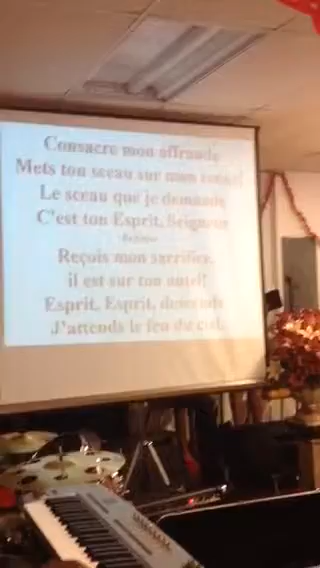 Consacre mon offrande
Mets ton sceau sur mon cœur!
Le sceau que je demande
C'est ton Esprit, Seigneur
Reçois mon sacrifice,
il est sur ton autel!
Esprit, Esprit, descends
J'attends le feu du ciel.